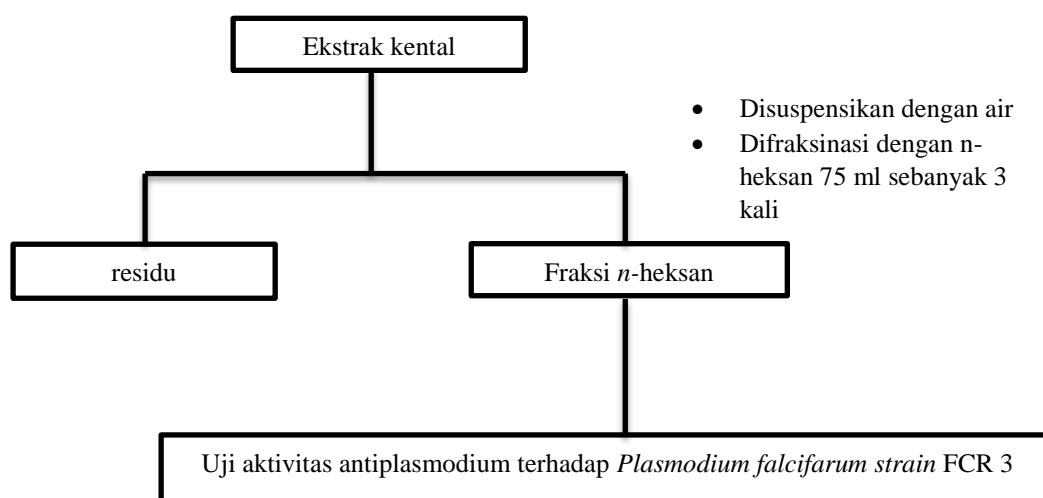 Ekstrak kental
• Disuspensikan dengan air
• Difraksinasi dengan n-
heksan 75 ml sebanyak 3
kali
residu
Fraksi n-heksan
Uji aktivitas antiplasmodium terhadap Plasmodium falcifarum strain FCR 3